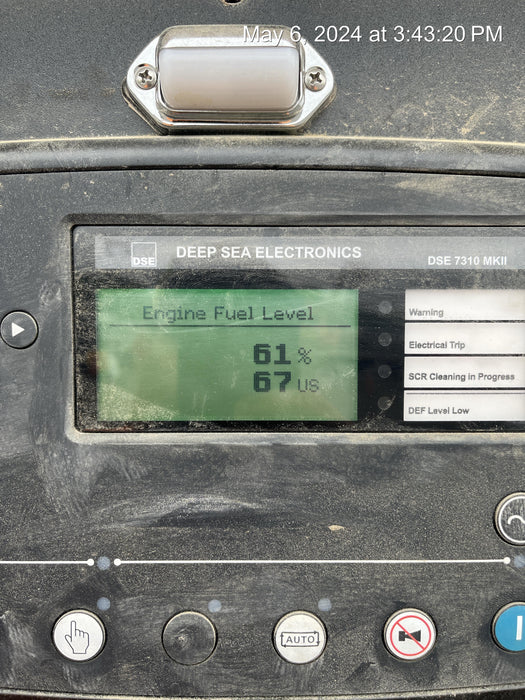 May 6, 2024 at 3:43:20 PM
DSE
DEEP SEA ELECTRONICS
DSE 7310 MKII
Engine Fuel Level
61 %
67 US
Warning
Electrical Trip
SCR Cleaning in Progress
DEF Level Low
AUTO